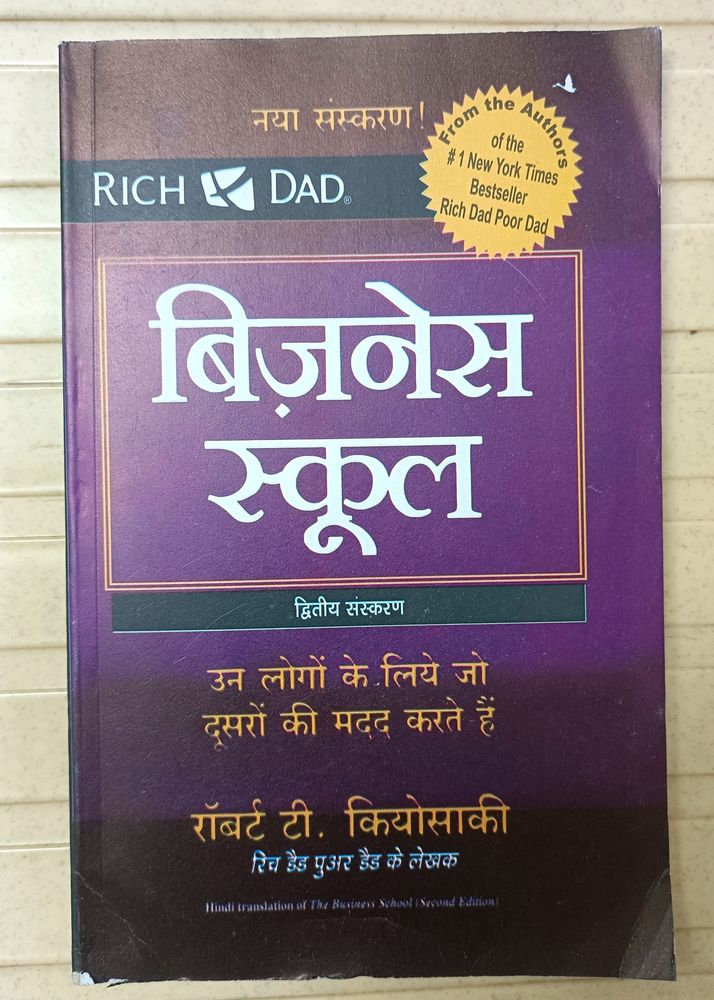 नया संस्करण!
From the Authors
of the
#1 New York Times
Bestseller
Rich Dad Poor Dad
RICH DAD®
बिज़नेस
स्कूल
द्वितीय संस्करण
उन लोगों के लिये जो
दूसरों की मदद करते हैं
रॉबर्ट टी. कियोसाकी
रिच डैड पुअर डैड के लेखक
Hindi translation of The Business School (Second Edition)